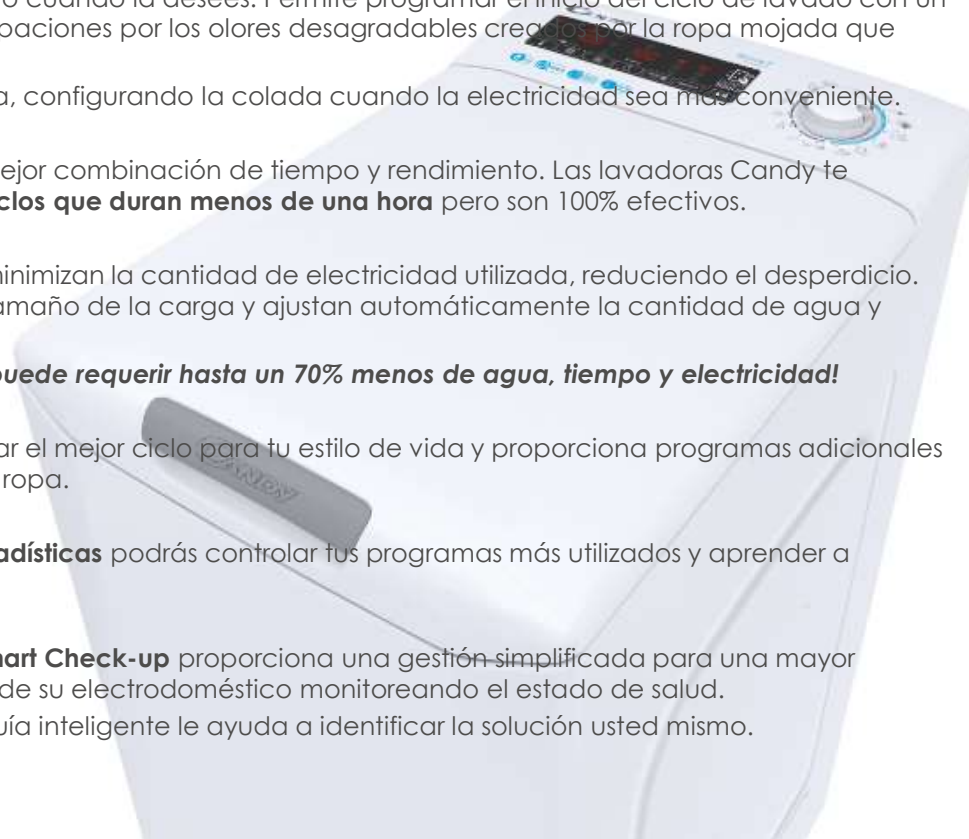 o cuando la desees. Permite programar el inicio del ciclo de lavado con un
paciones por los olores desagradables creados por la ropa mojada que
a, configurando la colada cuando la electricidad sea más conveniente.
ejor combinación de tiempo y rendimiento. Las lavadoras Candy te
clos que duran menos de una hora pero son 100% efectivos.
minimizan la cantidad de electricidad utilizada, reduciendo el desperdicio.
amaño de la carga y ajustan automáticamente la cantidad de agua y
puede requerir hasta un 70% menos de agua, tiempo y electricidad!
ar el mejor ciclo para tu estilo de vida y proporciona programas adicionales
ropa.
CANDY
adísticas podrás controlar tus programas más utilizados y aprender a
mart Check-up proporciona una gestión simplificada para una mayor
de su electrodoméstico monitoreando el estado de salud.
uía inteligente le ayuda a identificar la solución usted mismo.